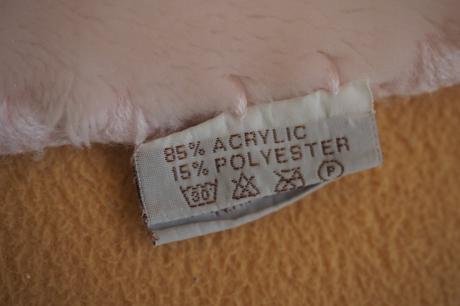 85% ACRYLIC
15% POLYESTER
30 P